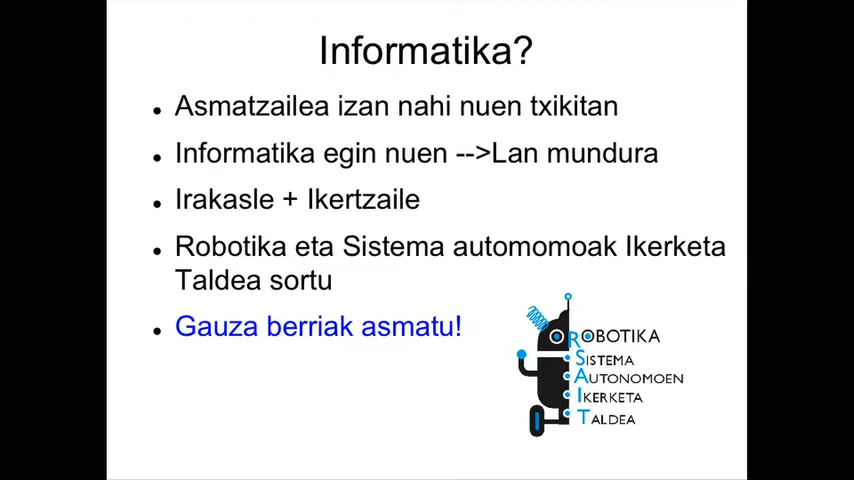 Informatika?
Asmatzailea izan nahi nuen txikitan
Informatika egin nuen -->Lan mundura
Irakasle + Ikertzaile
Robotika eta Sistema automomoak Ikerketa
Taldea sortu
Gauza berriak asmatu!
ROBOTIKA
SISTEMA
AUTONOMOEN
IKERKETA
TALDEA